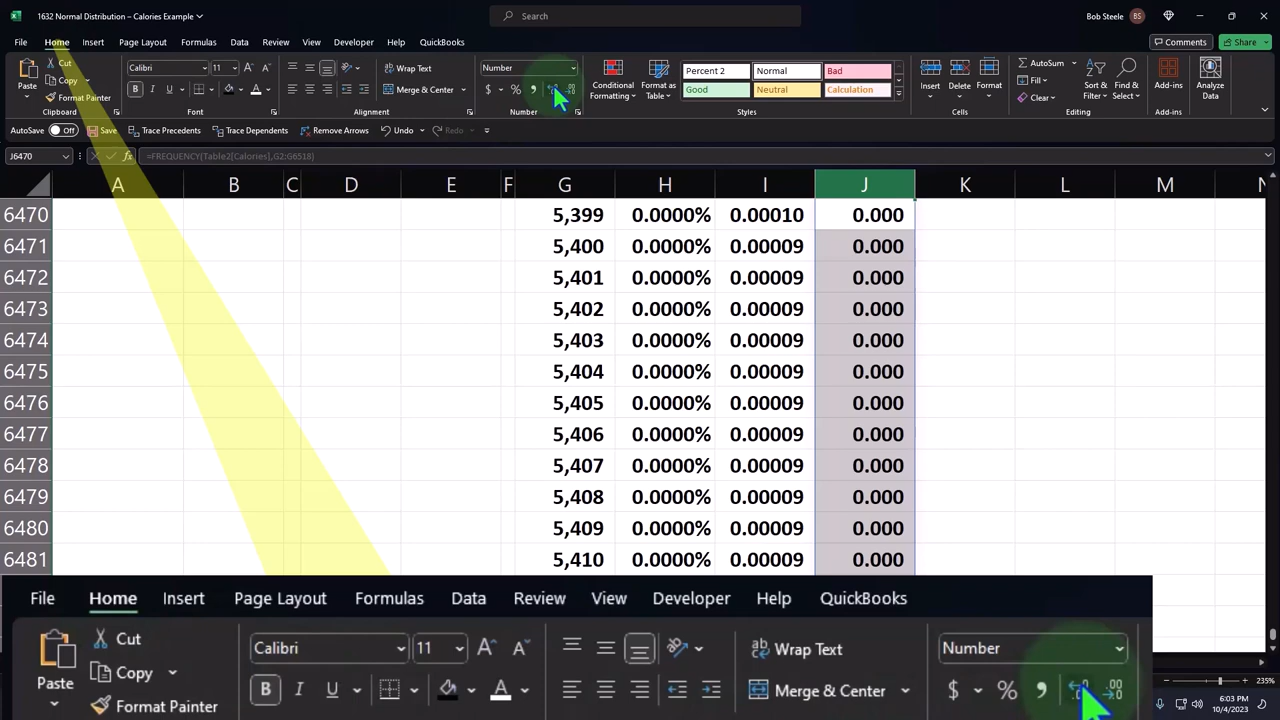 1632 Normal Distribution – Calories Example
Search
Bob Steele BS
File Home Insert Page Layout Formulas Data Review View Developer Help QuickBooks
Comments Share
Paste Cut Copy Format Painter
Clipboard
Calibri 11
B I U A
Font
Wrap Text
Merge & Center
Alignment
Number
$ % ,
Number
Conditional Formatting
Format as Table
Percent 2 Normal Bad
Good Neutral Calculation
Styles
Insert Delete Format
Cells
AutoSum
Fill
Clear
Editing
Add-ins
Add-ins
Analyze Data
AutoSave Off Save Trace Precedents Trace Dependents Remove Arrows Undo Redo
J6470 fx =FREQUENCY(Table2[Calories],G2:G6518)
A B C D E F G H I J K L M N
6470 5,399 0.0000% 0.00010 0.000
6471 5,400 0.0000% 0.00009 0.000
6472 5,401 0.0000% 0.00009 0.000
6473 5,402 0.0000% 0.00009 0.000
6474 5,403 0.0000% 0.00009 0.000
6475 5,404 0.0000% 0.00009 0.000
6476 5,405 0.0000% 0.00009 0.000
6477 5,406 0.0000% 0.00009 0.000
6478 5,407 0.0000% 0.00009 0.000
6479 5,408 0.0000% 0.00009 0.000
6480 5,409 0.0000% 0.00009 0.000
6481 5,410 0.0000% 0.00009 0.000
File Home Insert Page Layout Formulas Data Review View Developer Help QuickBooks
Paste Cut Copy Format Painter
Calibri 11
B I U A
Wrap Text
Merge & Center
Number
$ % ,
235%
6:03 PM
10/4/2023